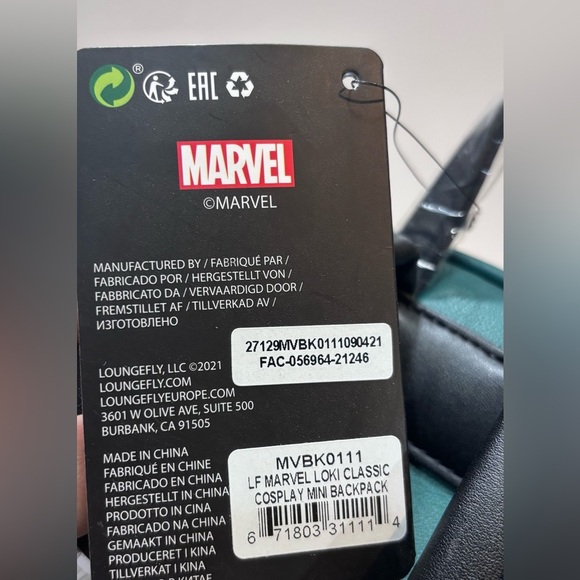 ®
EAC
MARVEL
©MARVEL
MANUFACTURED BY / FABRIQUÉ PAR /
FABRICADO POR / HERGESTELLT VON /
FABBRICATO DA / VERVAARDIGD DOOR /
FREMSTILLET AF / TILLVERKAD AV /
ИЗГОТОВЛЕНО
27129MVBK0111090421
FAC-056964-21246
LOUNGEFLY, LLC ©2021
LOUNGEFLY.COM
LOUNGEFLYEUROPE.COM
3601 W OLIVE AVE, SUITE 500
BURBANK, CA 91505
MADE IN CHINA
FABRIQUÉ EN CHINE
FABRICADO EN CHINA
HERGESTELLT IN CHINA
PRODOTTO IN CINA
FABRICADO NA CHINA
GEMAAKT IN CHINA
PRODUCERET I KINA
TILLVERKAT I KINA
В КИТАЕ
MVBK0111
LF MARVEL LOKI CLASSIC
COSPLAY MINI BACKPACK
6 71803 31111 4